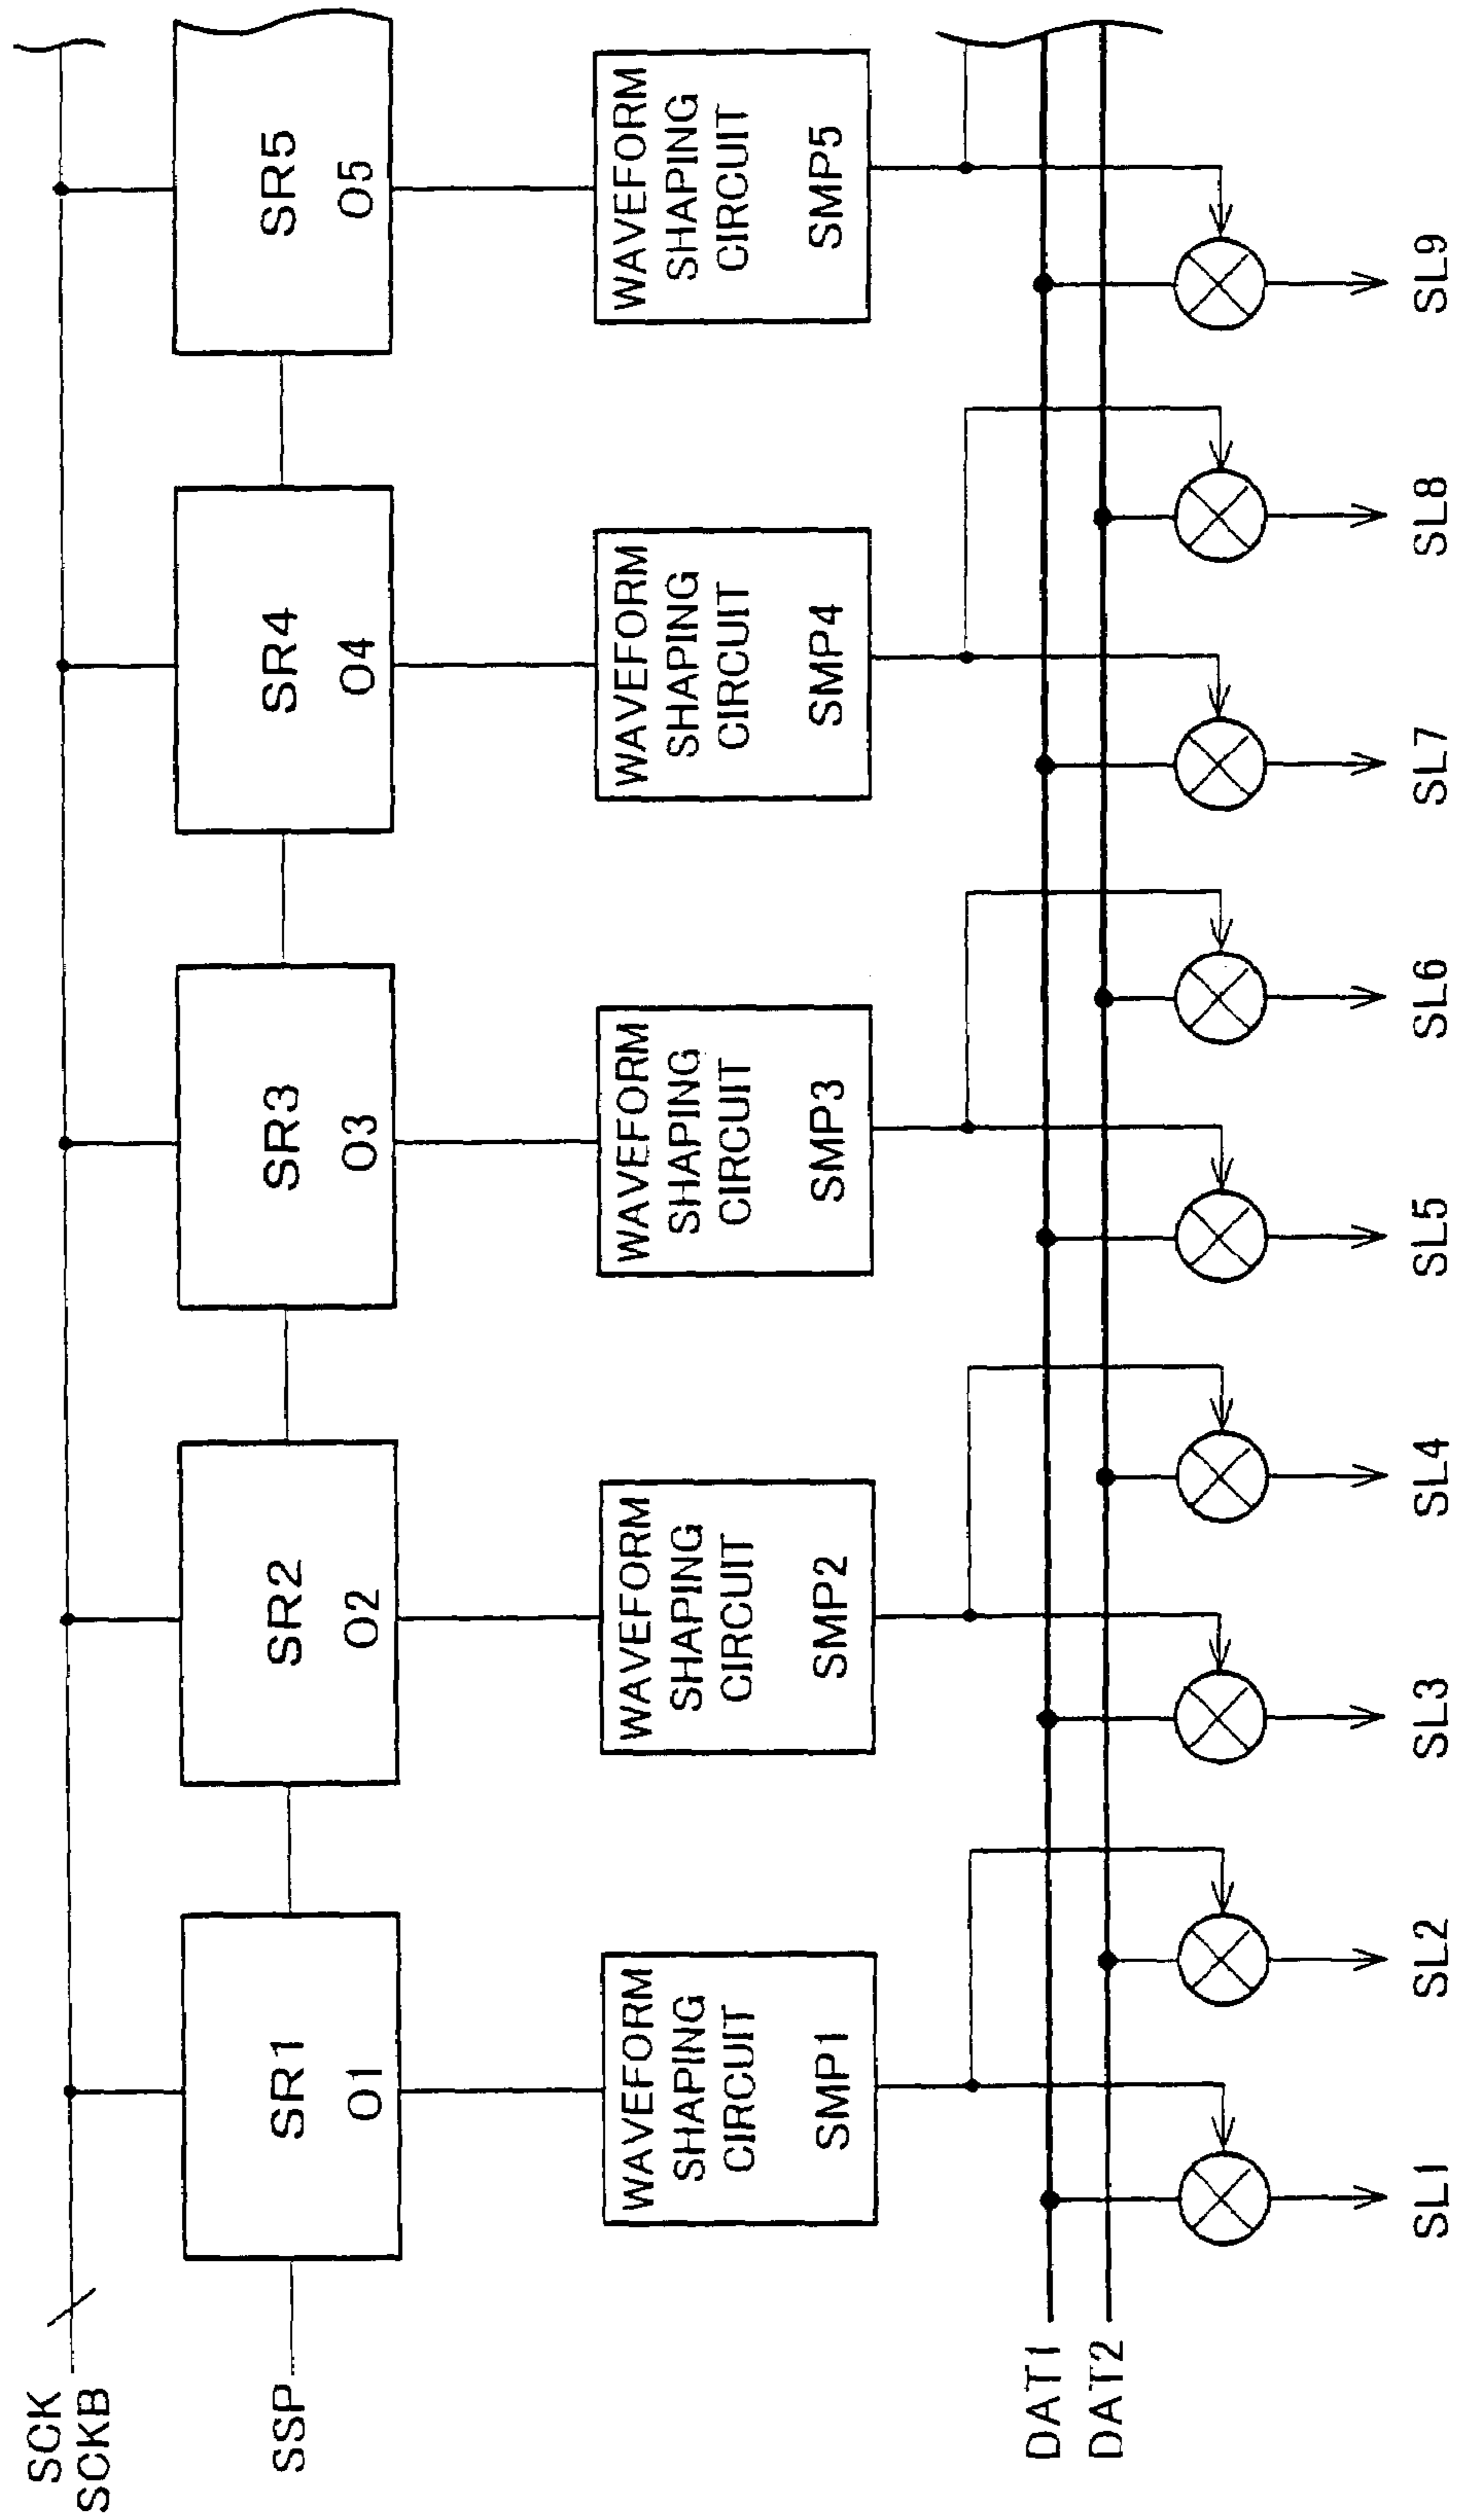 SCK
SCKB
SSP
SR1
O1
SR2
O2
SR3
O3
SR4
O4
SR5
O5
WAVEFORM
SHAPING
CIRCUIT
SMP1
WAVEFORM
SHAPING
CIRCUIT
SMP2
WAVEFORM
SHAPING
CIRCUIT
SMP3
WAVEFORM
SHAPING
CIRCUIT
SMP4
WAVEFORM
SHAPING
CIRCUIT
SMP5
DAT1
DAT2
SL1
SL2
SL3
SL4
SL5
SL6
SL7
SL8
SL9